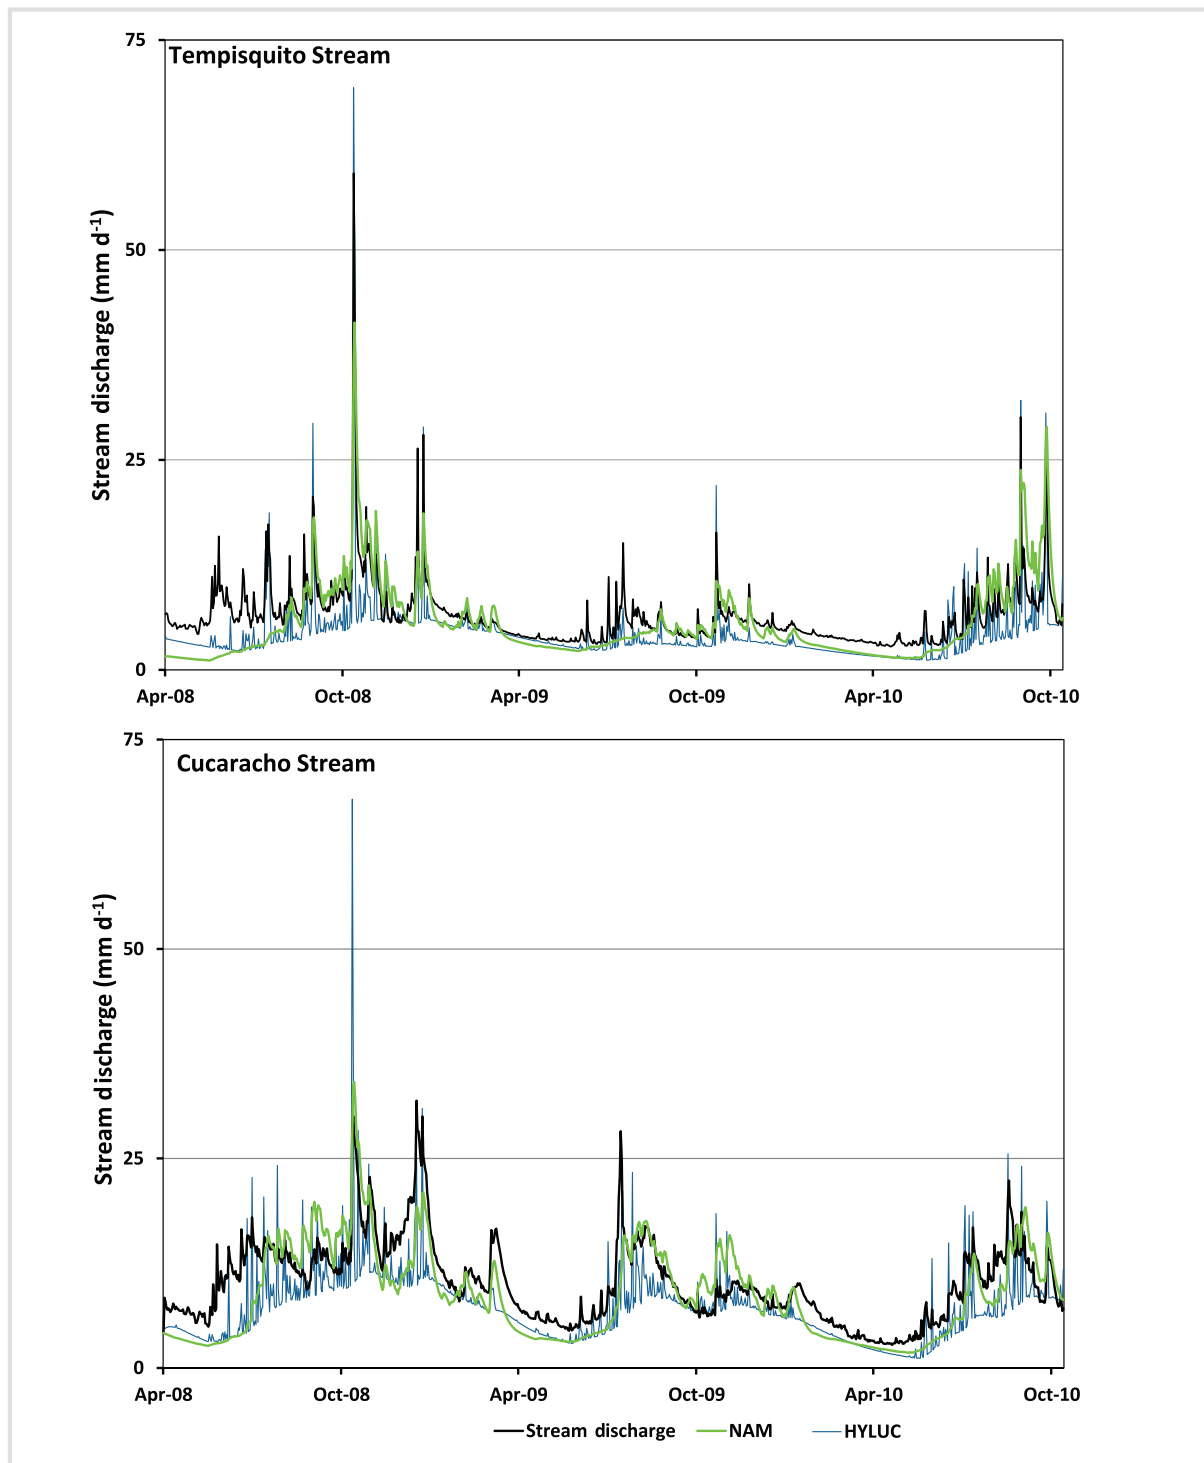 75
Tempisquito Stream
50
25
0
Stream discharge (mm d-1)
Apr-08 Oct-08 Apr-09 Oct-09 Apr-10 Oct-10
75
Cucaracho Stream
50
25
0
Stream discharge (mm d-1)
Apr-08 Oct-08 Apr-09 Oct-09 Apr-10 Oct-10
Stream discharge NAM HYLUC